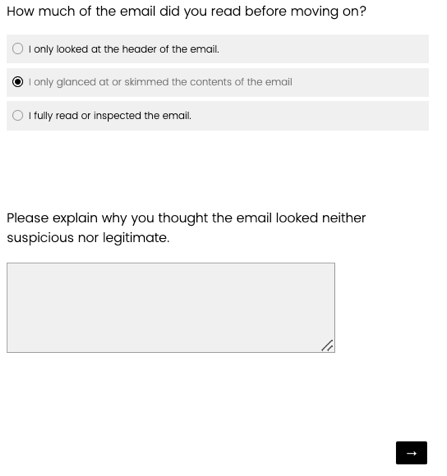 How much of the email did you read before moving on?
I only looked at the header of the email.
I only glanced at or skimmed the contents of the email
I fully read or inspected the email.
Please explain why you thought the email looked neither
suspicious nor legitimate.
→